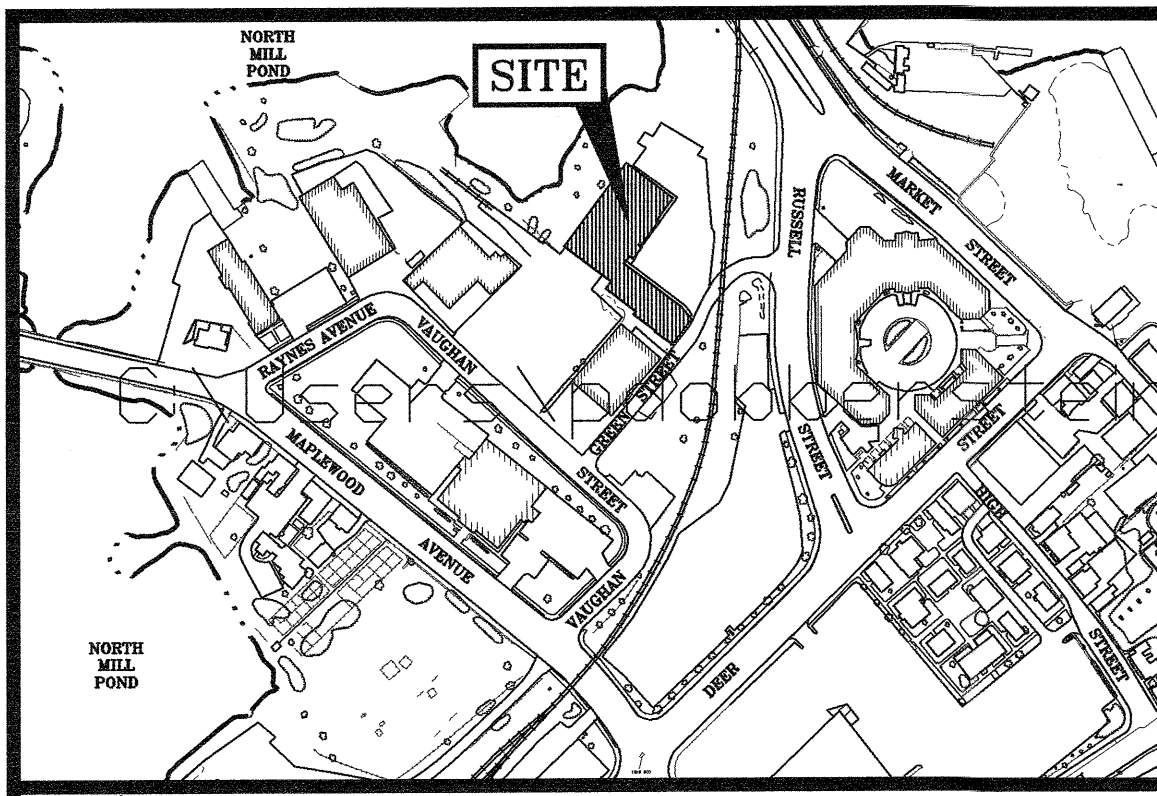 NORTH
MILL
POND
SITE
RUSSELL
STREET
MARKET
STREET
RAYNES AVENUE
VAUGHAN
STREET
GREEN STREET
MAPLEWOOD
AVENUE
VAUGHAN
STREET
HIGH
STREET
DEER
NORTH
MILL
POND